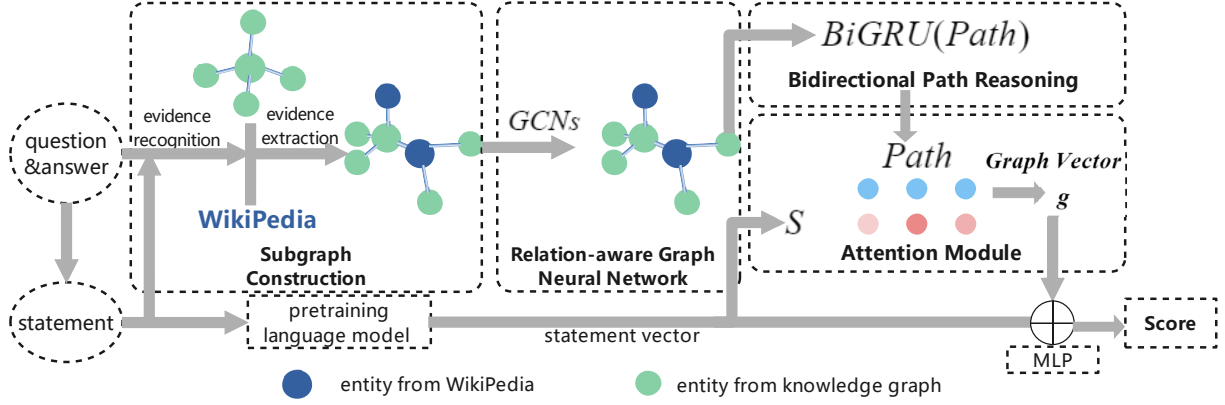 question
&answer
evidence
recognition
evidence
extraction
WikiPedia
Subgraph
Construction
GCNs
Relation-aware Graph
Neural Network
BiGRU(Path)
Bidirectional Path Reasoning
Path
Graph Vector
g
S
Attention Module
statement
pretraining
language model
statement vector
MLP
Score
entity from WikiPedia
entity from knowledge graph